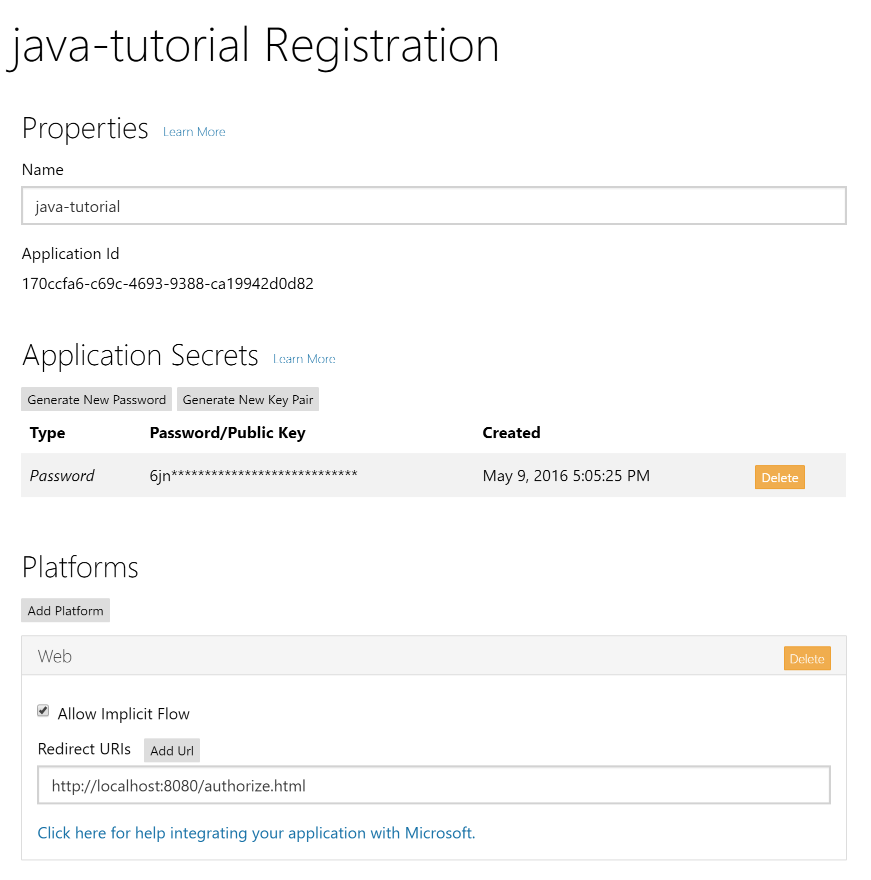 java-tutorial Registration
Properties Learn More
Name
java-tutorial
Application Id
170ccfa6-c69c-4693-9388-ca19942d0d82
Application Secrets Learn More
Generate New Password Generate New Key Pair
Type Password/Public Key Created
Password 6jn**************************** May 9, 2016 5:05:25 PM Delete
Platforms
Add Platform
Web Delete
Allow Implicit Flow
Redirect URIs Add Url
http://localhost:8080/authorize.html
Click here for help integrating your application with Microsoft.